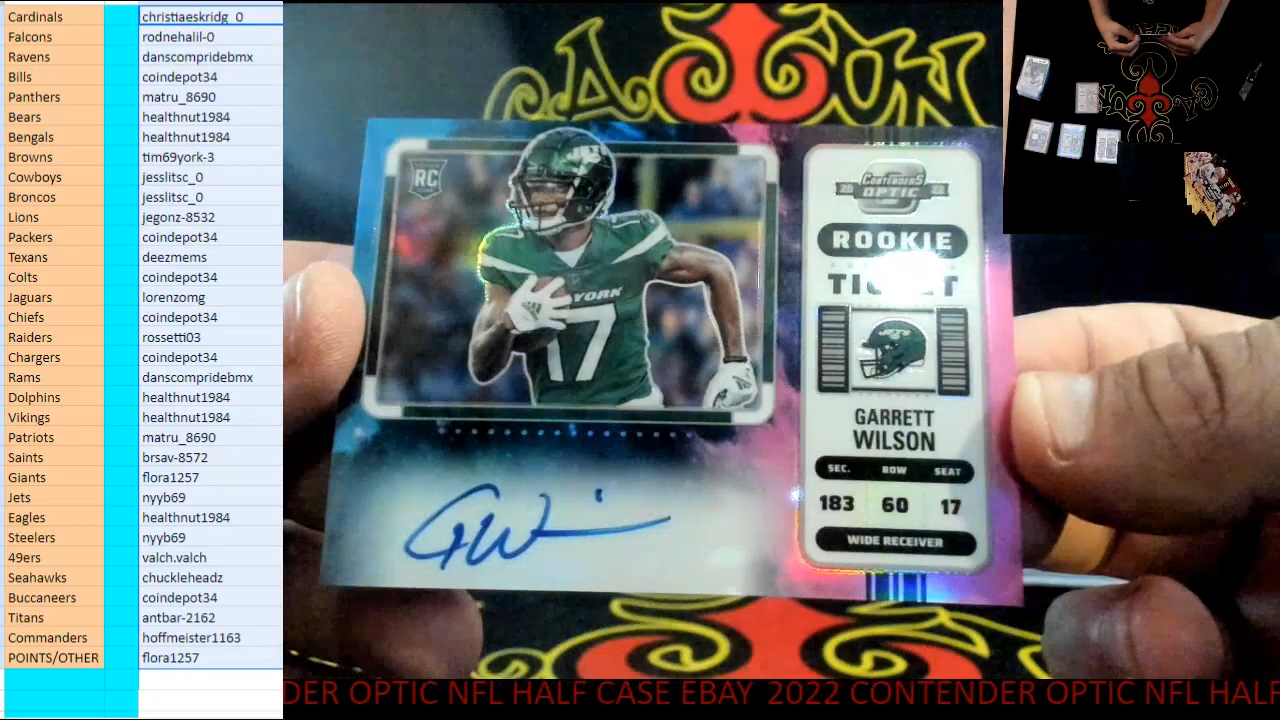 Cardinals christiaeskridg_0
Falcons rodnehalil-0
Ravens danscompridebmx
Bills coindepot34
Panthers matru_8690
Bears healthnut1984
Bengals healthnut1984
Browns tim69york-3
Cowboys jesslitsc_0
Broncos jesslitsc_0
Lions jegonz-8532
Packers coindepot34
Texans deezmems
Colts coindepot34
Jaguars lorenzomg
Chiefs coindepot34
Raiders rossetti03
Chargers coindepot34
Rams danscompridebmx
Dolphins healthnut1984
Vikings healthnut1984
Patriots matru_8690
Saints brsav-8572
Giants flora1257
Jets nyyb69
Eagles healthnut1984
Steelers nyyb69
49ers valch.valch
Seahawks chuckleheadz
Buccaneers coindepot34
Titans antbar-2162
Commanders hoffmeister1163
POINTS/OTHER flora1257
RC
JETS
YORK
17
20 22
CONTENDERS
OPTIC
ROOKIE
TICKET
JETS
GARRETT
WILSON
SEC. ROW SEAT
183 60 17
WIDE RECEIVER
DER OPTIC NFL HALF CASE EBAY 2022 CONTENDER OPTIC NFL HALF